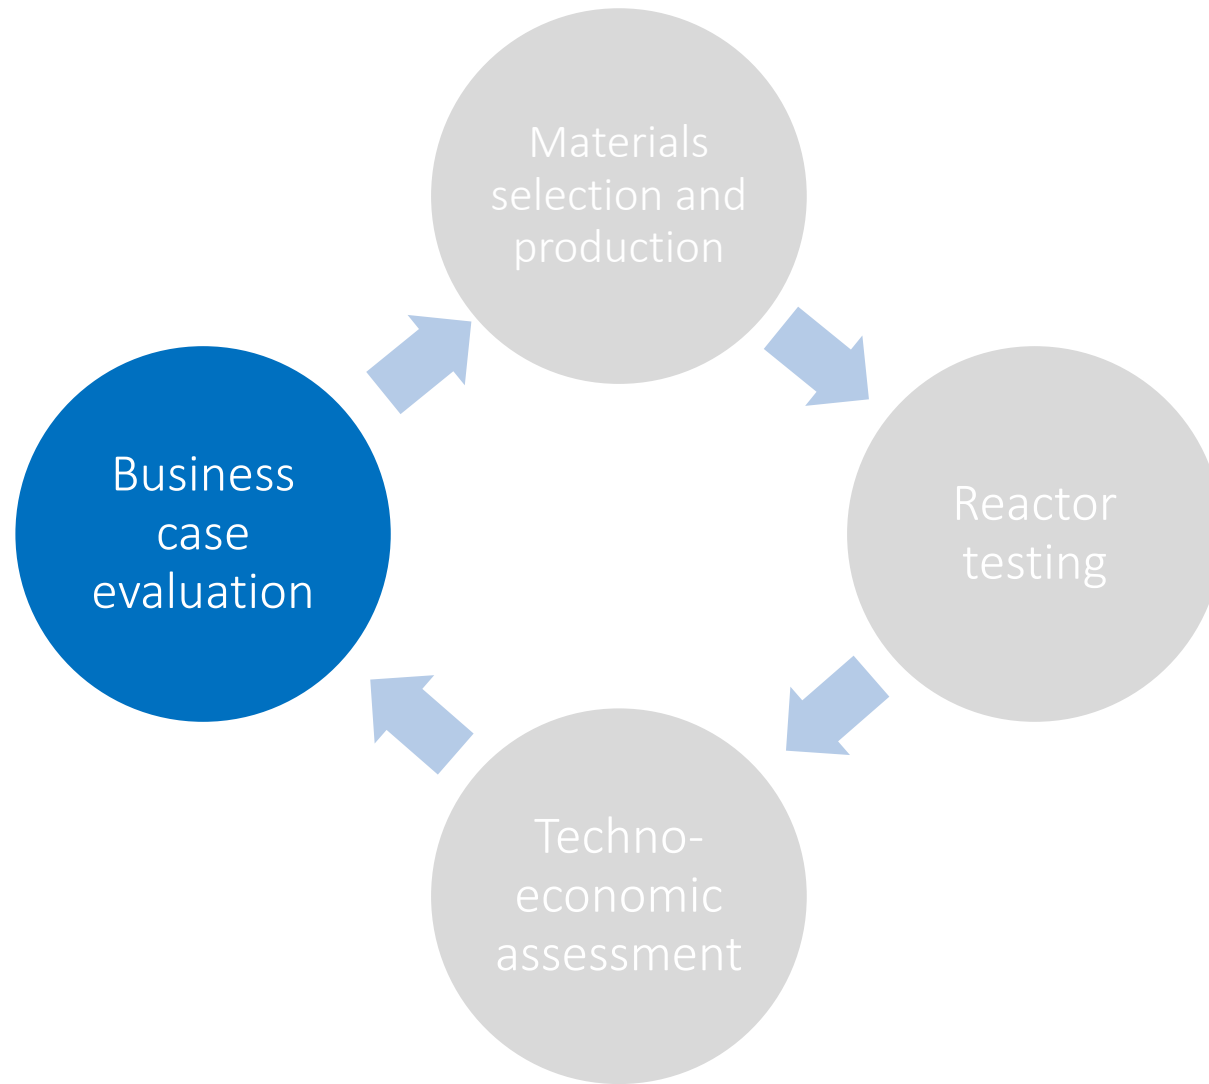 Materials
selection and
production
Business
case
evaluation
Reactor
testing
Techno-
economic
assessment